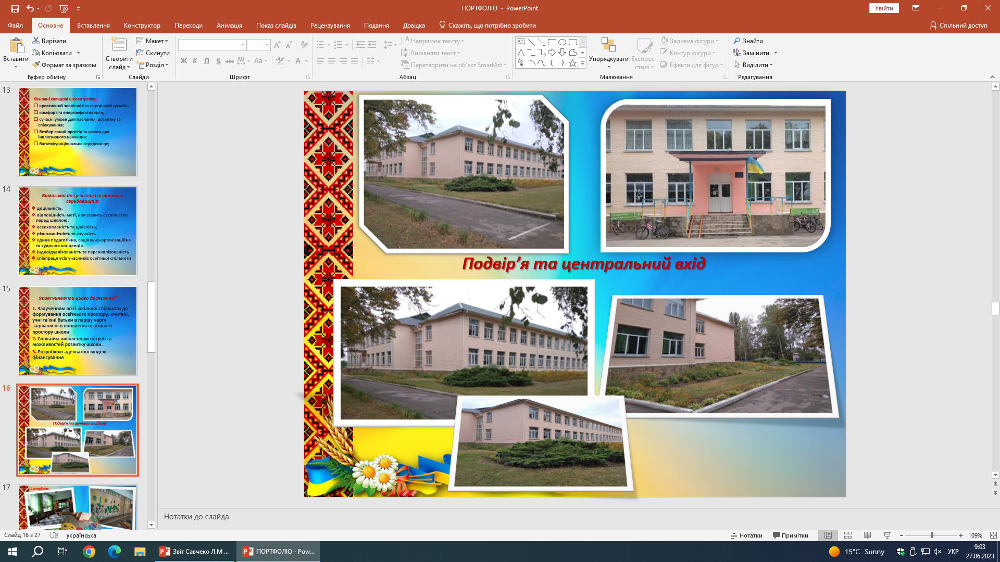 ПОРТФОЛІО - PowerPoint
Увійти
Файл Основне Вставлення Конструктор Переходи Анімація Показ слайдів Рецензування Подання Довідка Скажіть, що потрібно зробити Спільний доступ
Вставити
Вирізати
Копіювати
Формат за зразком
Буфер обміну
Створити слайд
Макет
Скинути
Розділ
Слайди
Ж К П S abc AV Aa A
Шрифт
Напрямок тексту
Вирівняти текст
Перетворити на об'єкт SmartArt
Абзац
Упорядкувати
Експрес-стилі
Заливка фігури
Контур фігури
Ефекти для фігур
Малювання
Знайти
Замінити
Виділити
Редагування
13
Основні складові школи успіху:
креативний зовнішній та внутрішній дизайн;
комфорт та енергоефективність;
сучасні умови для навчання, розвитку та
спілкування;
безбар'єрний простір та умови для
інклюзивного навчання;
багатофункціональне середовище;
14
Вимогами до сучасного освітнього
середовища є:
доцільність,
відповідність меті, яку ставить суспільство
перед школою.
всеохопленість та цілісність,
різноманітність та гнучкість
єдина педагогічна, соціально-організаційна
та художня концепція.
індивідуалізованість та персоналізованість
співпраця усіх учасників освітньої спільноти
15
Яким чином ми цього досягаємо?
1. Залученням всієї шкільної спільноти до
формування освітнього простору. Вчителі,
учні та їхні батьки в першу чергу
зацікавлені в оновленні освітнього
простору школи
2. Спільним виявленням потреб та
можливостей розвитку школи.
3. Розробкою адекватної моделі
фінансування
16
Подвір'я та центральний вхід
17
Вестибюль
Подвір’я та центральний вхід
Нотатки до слайда
Слайд 16 з 27 українська Нотатки Примітки 109%
Звіт Савчеко Л.М ...
ПОРТФОЛІО - Pow...
15°C Sunny
УКР
9:03
27.06.2023